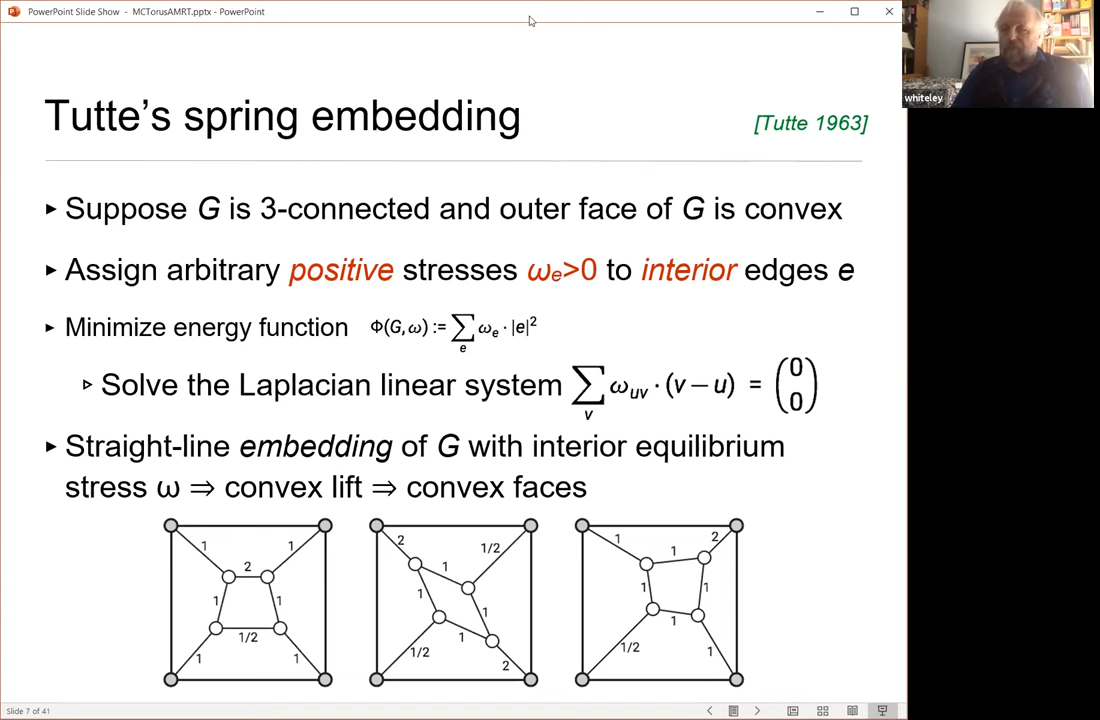 PowerPoint Slide Show - MCTorusAMRT.pptx - PowerPoint
whiteley
Tutte's spring embedding
[Tutte 1963]
▸ Suppose G is 3-connected and outer face of G is convex
▸ Assign arbitrary positive stresses ωₑ>0 to interior edges e
▸ Minimize energy function Φ(G, ω) := ∑ₑ ωₑ · |e|²
▹ Solve the Laplacian linear system ∑ᵥ ωᵤᵥ · (v − u) = (0 0)
▸ Straight-line embedding of G with interior equilibrium
stress ω ⇒ convex lift ⇒ convex faces
1 1
2
1 1
1/2
1 1
2 1/2
1
1 1
1
1/2 2
1 2
1
1 1
1
1/2 1
Slide 7 of 41